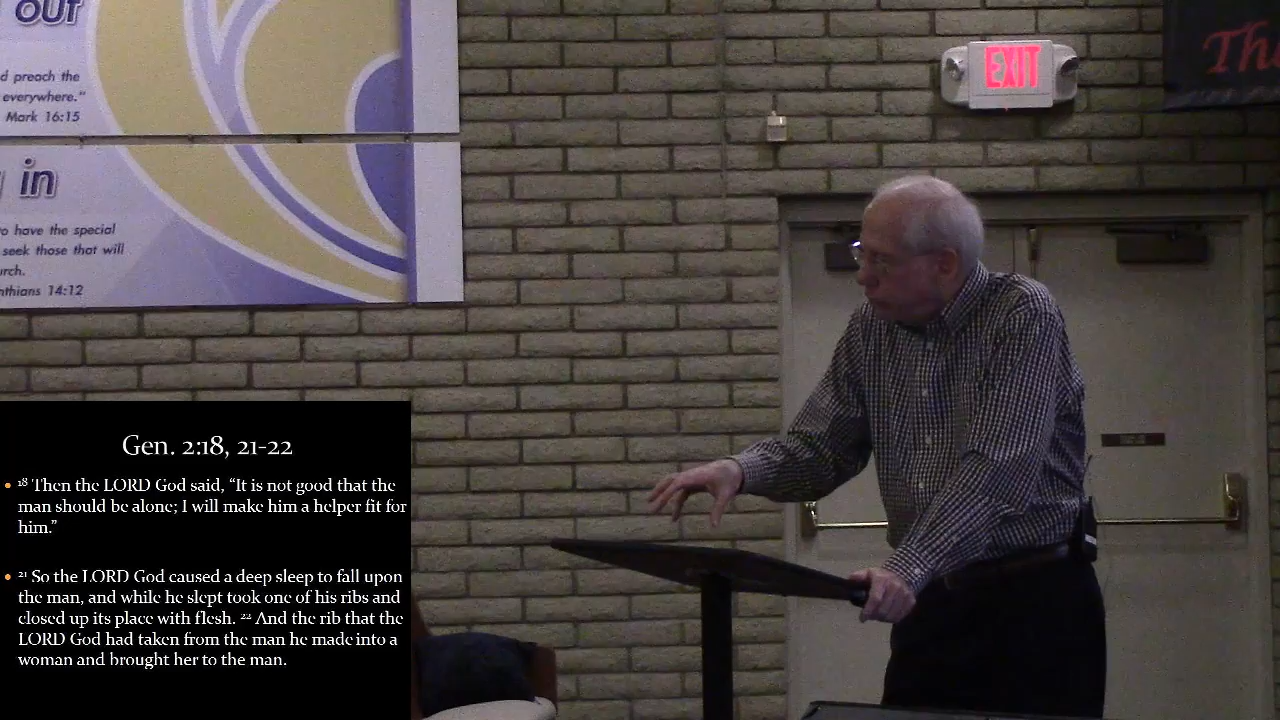 out
d preach the
everywhere."
Mark 16:15
in
to have the special
seek those that will
urch.
nthians 14:12
EXIT
Th
Gen. 2:18, 21-22
• ¹⁸ Then the LORD God said, “It is not good that the
man should be alone; I will make him a helper fit for
him.”
• ²¹ So the LORD God caused a deep sleep to fall upon
the man, and while he slept took one of his ribs and
closed up its place with flesh. ²² And the rib that the
LORD God had taken from the man he made into a
woman and brought her to the man.